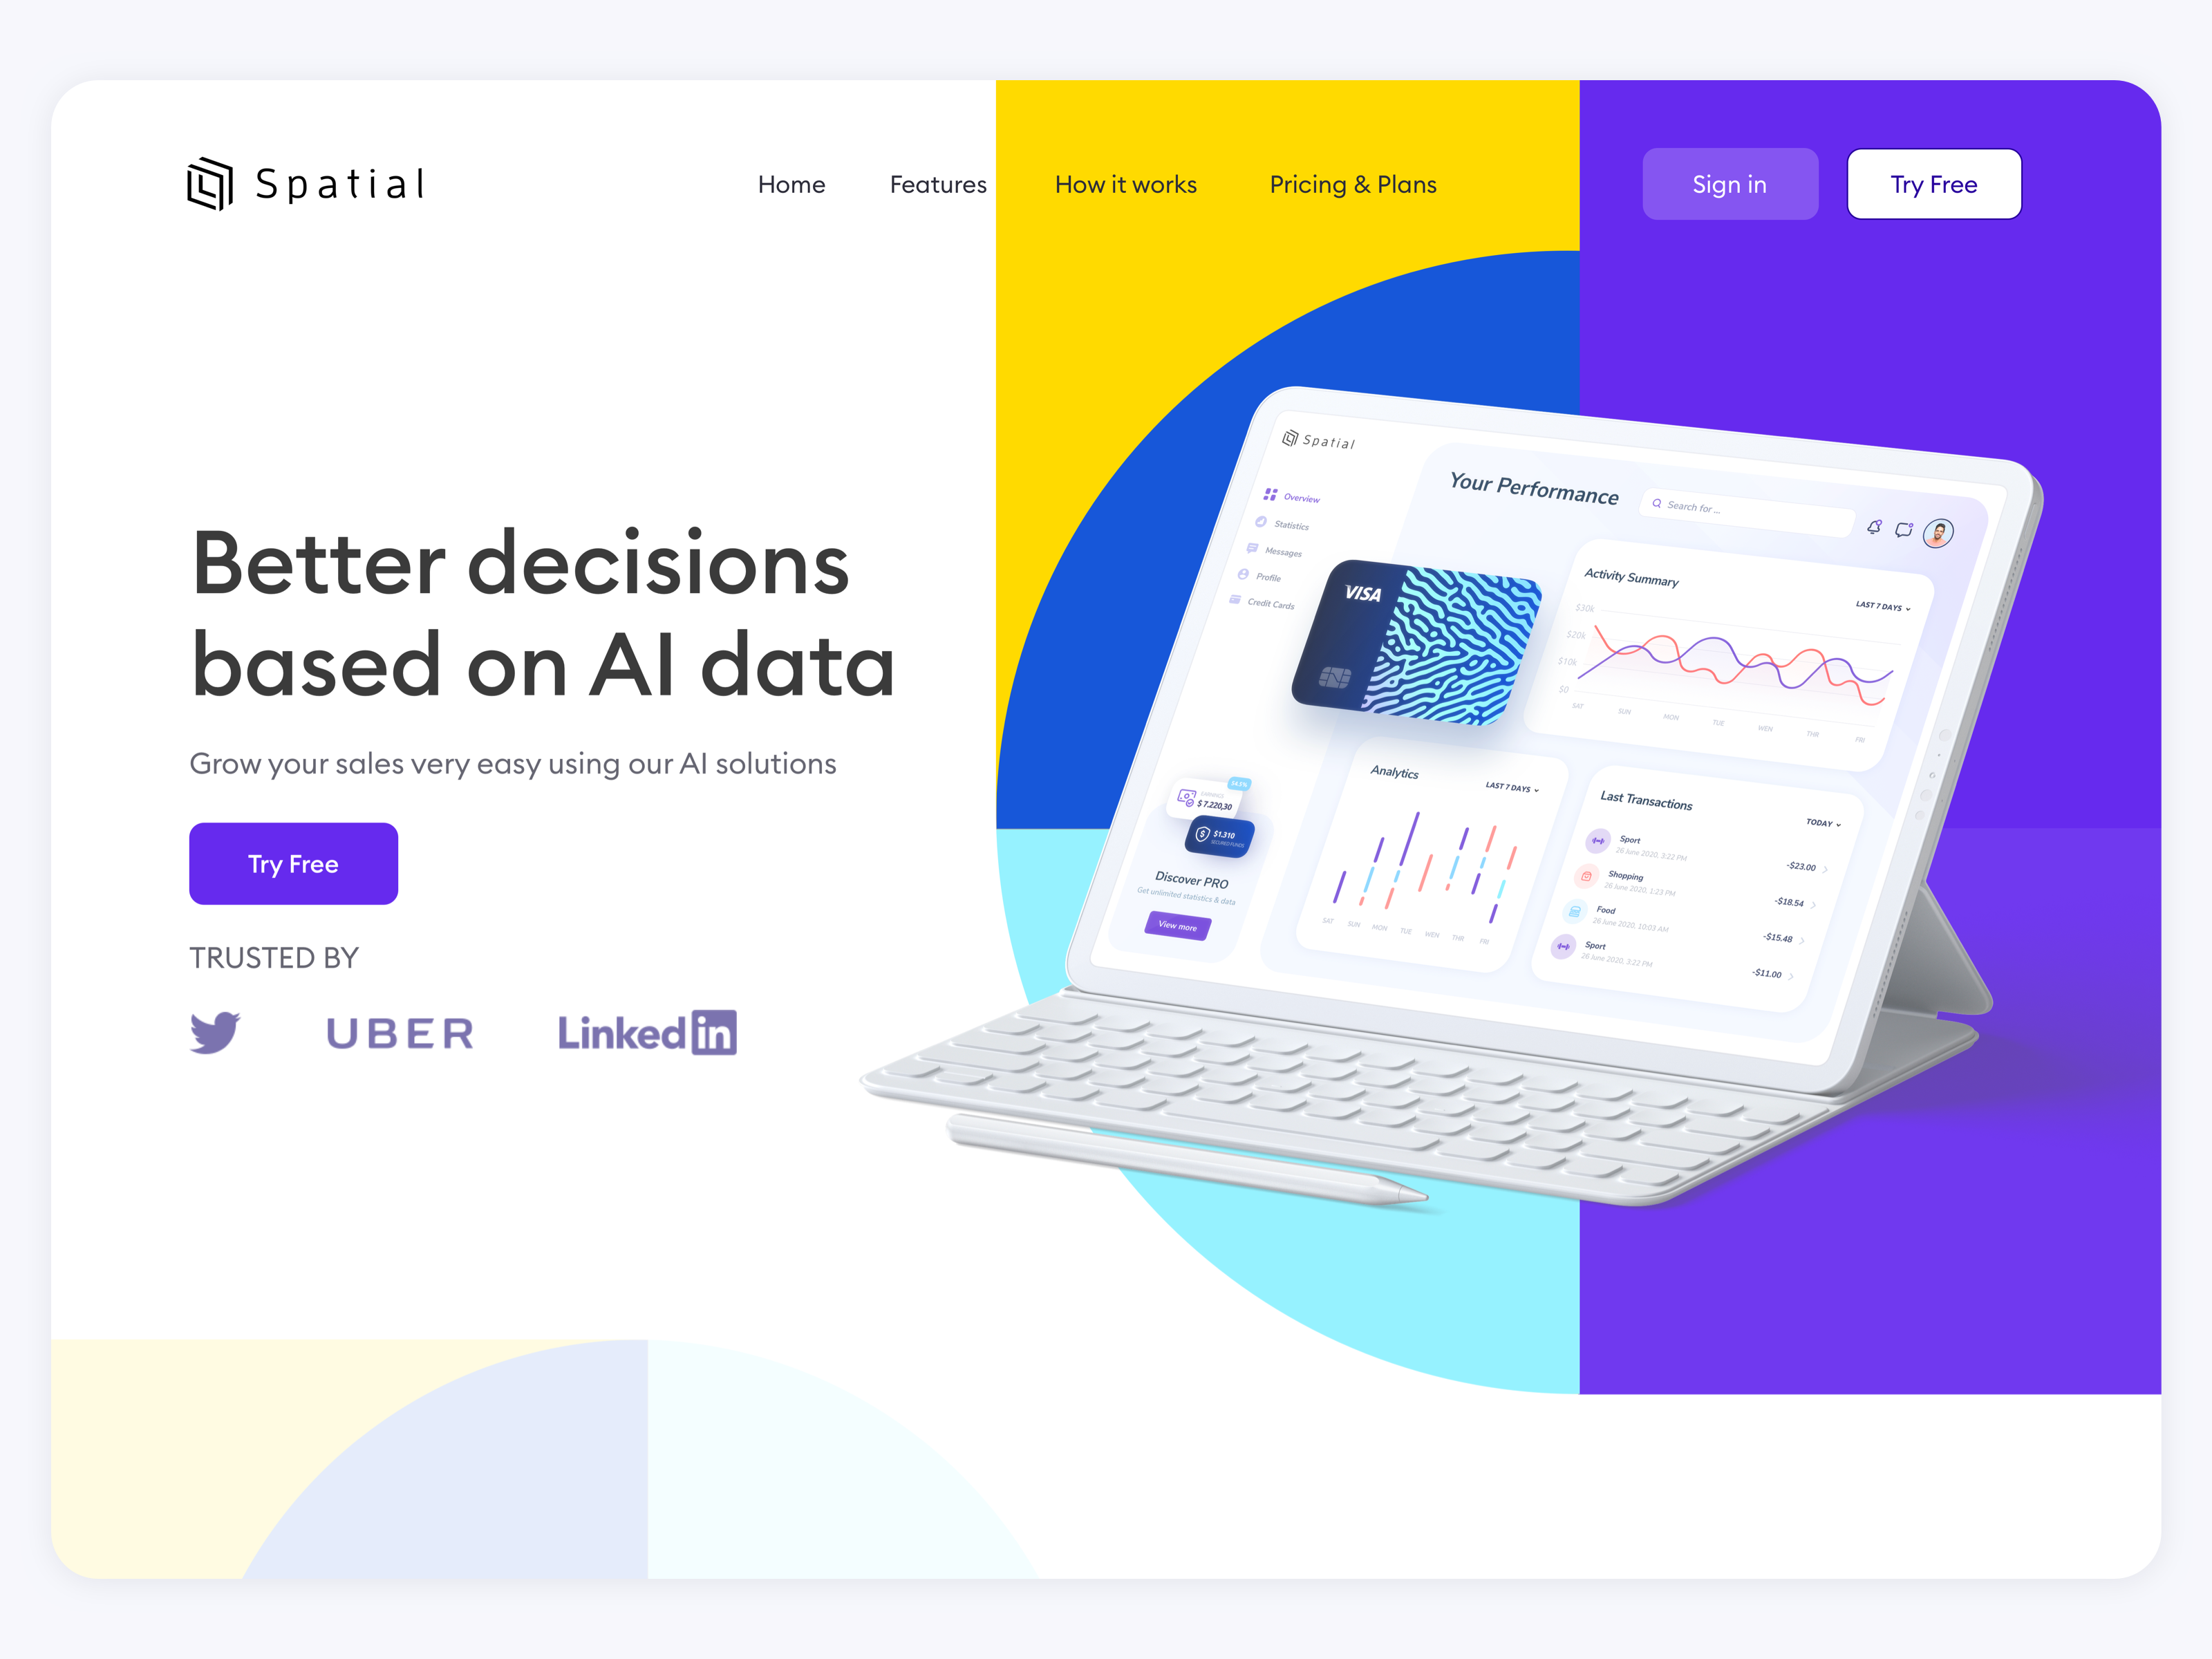 Spatial
Home Features How it works Pricing & Plans Sign in Try Free
Better decisions
based on AI data
Grow your sales very easy using our AI solutions
Try Free
TRUSTED BY
UBER Linkedin
Spatial
Overview
Statistics
Messages
Profile
Credit Cards
Your Performance
Search for ...
VISA
Activity Summary
LAST 7 DAYS
$30k
$20k
$10k
$0
SAT SUN MON TUE WEN THR FRI
Analytics
LAST 7 DAYS
SAT SUN MON TUE WEN THR FRI
Last Transactions
TODAY
Sport
26 June 2020, 3:22 PM
-$23.00
Shopping
26 June 2020, 1:23 PM
-$18.54
Food
26 June 2020, 10:03 AM
-$15.48
Sport
26 June 2020, 3:22 PM
-$11.00
EARNINGS
$ 7.220,30
$1.310
SECURED FUNDS
Discover PRO
Get unlimited statistics & data
View more